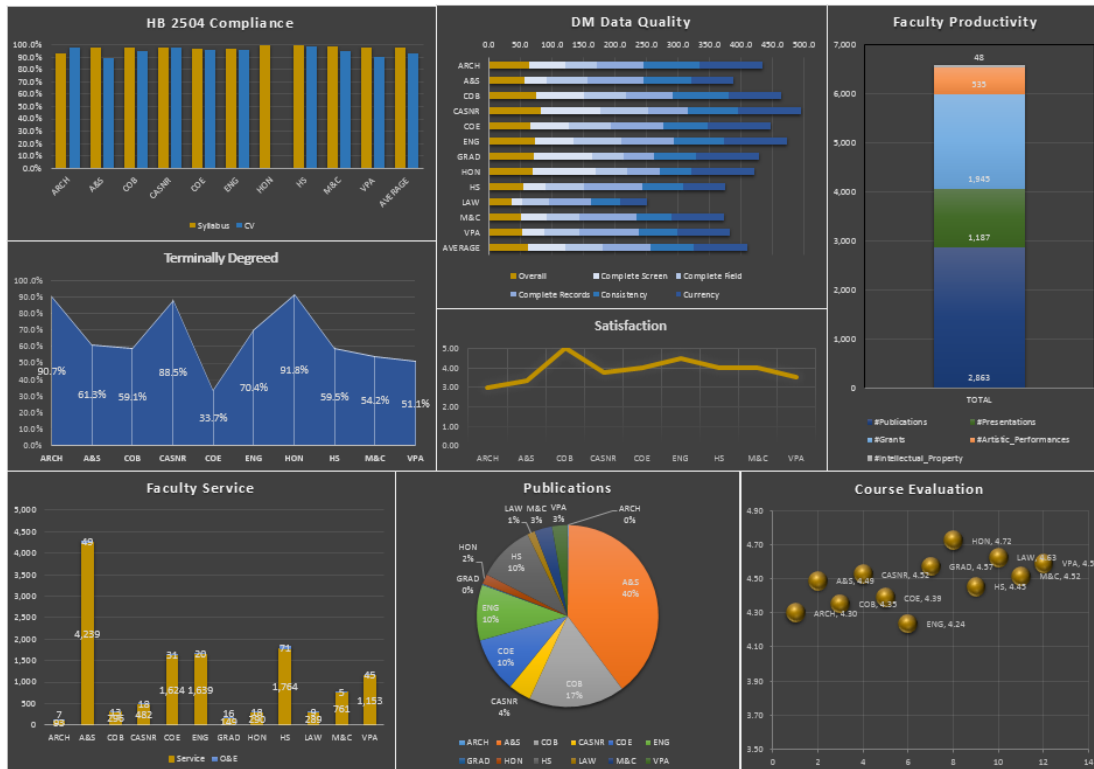 HB 2504 Compliance
100.0%
90.0%
80.0%
70.0%
60.0%
50.0%
40.0%
30.0%
20.0%
10.0%
0.0%
ARCH A&S COB CASNR COE ENG HON HS M&C VPA AVERAGE
Syllabus CV
DM Data Quality
0.0 50.0 100.0 150.0 200.0 250.0 300.0 350.0 400.0 450.0 500.0
ARCH
A&S
COB
CASNR
COE
ENG
GRAD
HON
HS
LAW
M&C
VPA
AVERAGE
Overall Complete Screen Complete Field
Complete Records Consistency Currency
Faculty Productivity
7,000
6,000
5,000
4,000
3,000
2,000
1,000
0
48
535
1,945
1,187
2,863
TOTAL
#Publications #Presentations
#Grants #Artistic_Performances
#Intellectual_Property
Terminally Degreed
100.0%
90.0%
80.0%
70.0%
60.0%
50.0%
40.0%
30.0%
20.0%
10.0%
0.0%
90.7% 61.3% 59.1% 88.5% 33.7% 70.4% 91.8% 59.5% 54.2% 51.1%
ARCH A&S COB CASNR COE ENG HON HS M&C VPA
Satisfaction
5.00
4.00
3.00
2.00
1.00
0.00
ARCH A&S COB CASNR COE ENG HS M&C VPA
Faculty Service
5,000
4,500
4,000
3,500
3,000
2,500
2,000
1,500
1,000
500
0
7 49 13 18 31 20 16 18 71 9 5 45
93 4,239 296 482 1,624 1,639 149 290 1,764 289 761 1,153
ARCH A&S COB CASNR COE ENG GRAD HON HS LAW M&C VPA
Service O&E
Publications
ARCH
0%
A&S
40%
COB
17%
CASNR
4%
COE
10%
ENG
10%
GRAD
0%
HON
2%
HS
10%
LAW
1%
M&C
3%
VPA
3%
ARCH A&S COB CASNR COE ENG
GRAD HON HS LAW M&C VPA
Course Evaluation
4.90
4.70
4.50
4.30
4.10
3.90
3.70
3.50
0 2 4 6 8 10 12 14
ARCH, 4.30
A&S, 4.49
COB, 4.35
CASNR, 4.52
COE, 4.39
ENG, 4.24
GRAD, 4.57
HON, 4.72
HS, 4.45
LAW, 4.63
M&C, 4.52
VPA, 4.5